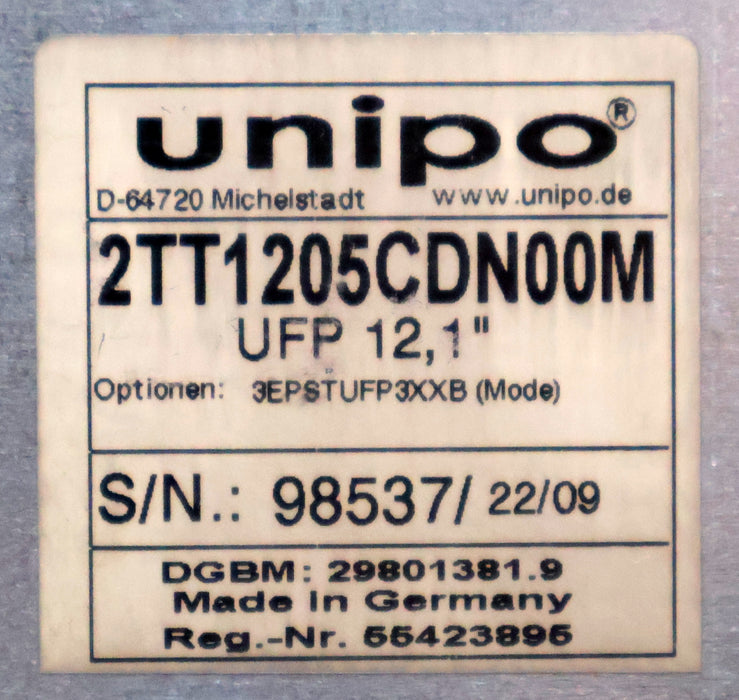 unipo®
D-64720 Michelstadt www.unipo.de
2TT1205CDN00M
UFP 12,1"
Optionen: 3EPSTUFP3XXB (Mode)
S/N.: 98537/ 22/09
DGBM: 29801381.9
Made in Germany
Reg.-Nr. 55423895